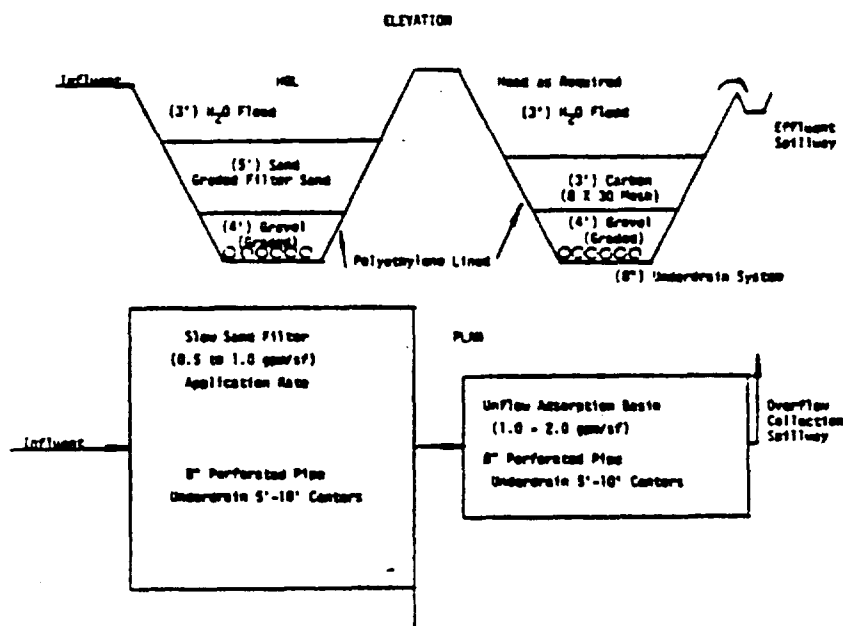 ELEVATION
Influent
HGL
(3') H2O Flood
(5') Sand
Graded Filter Sand
(4') Gravel
(Graded)
Polyethylene Lined
Head as Required
(3') H2O Flood
(3') Carbon
(8 X 30 Mesh)
(4') Gravel
(Graded)
(8") Underdrain System
Effluent
Spillway
PLAN
Influent
Slow Sand Filter
(0.5 to 1.0 gpm/sf)
Application Rate
8" Perforated Pipe
Underdrain 5'-10' Centers
Upflow Adsorption Basin
(1.0 - 2.0 gpm/sf)
8" Perforated Pipe
Underdrain 5'-10' Centers
Overflow
Collection
Spillway